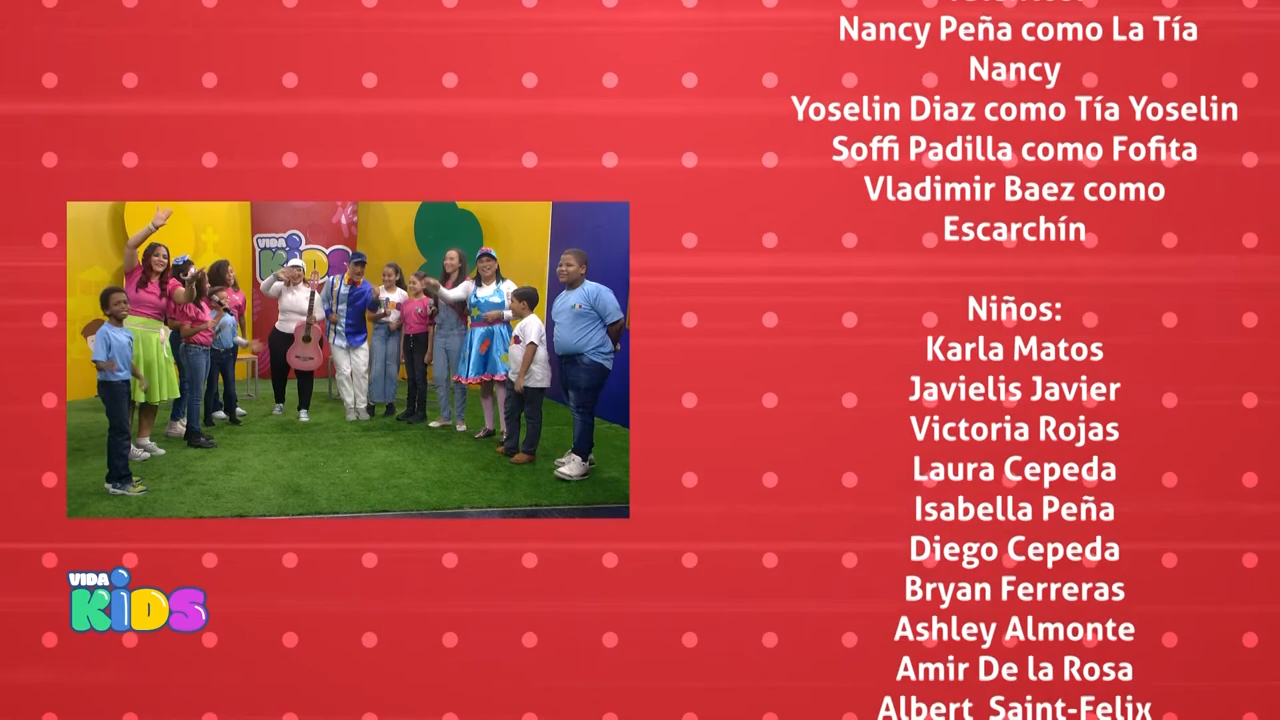 Nancy Peña como La Tía
Nancy
Yoselin Diaz como Tía Yoselin
Soffi Padilla como Fofita
Vladimir Baez como
Escarchín
Niños:
Karla Matos
Javielis Javier
Victoria Rojas
Laura Cepeda
Isabella Peña
Diego Cepeda
Bryan Ferreras
Ashley Almonte
Amir De la Rosa
Albert Saint-Felix
VIDA
KiDS
VIDA
KiDS